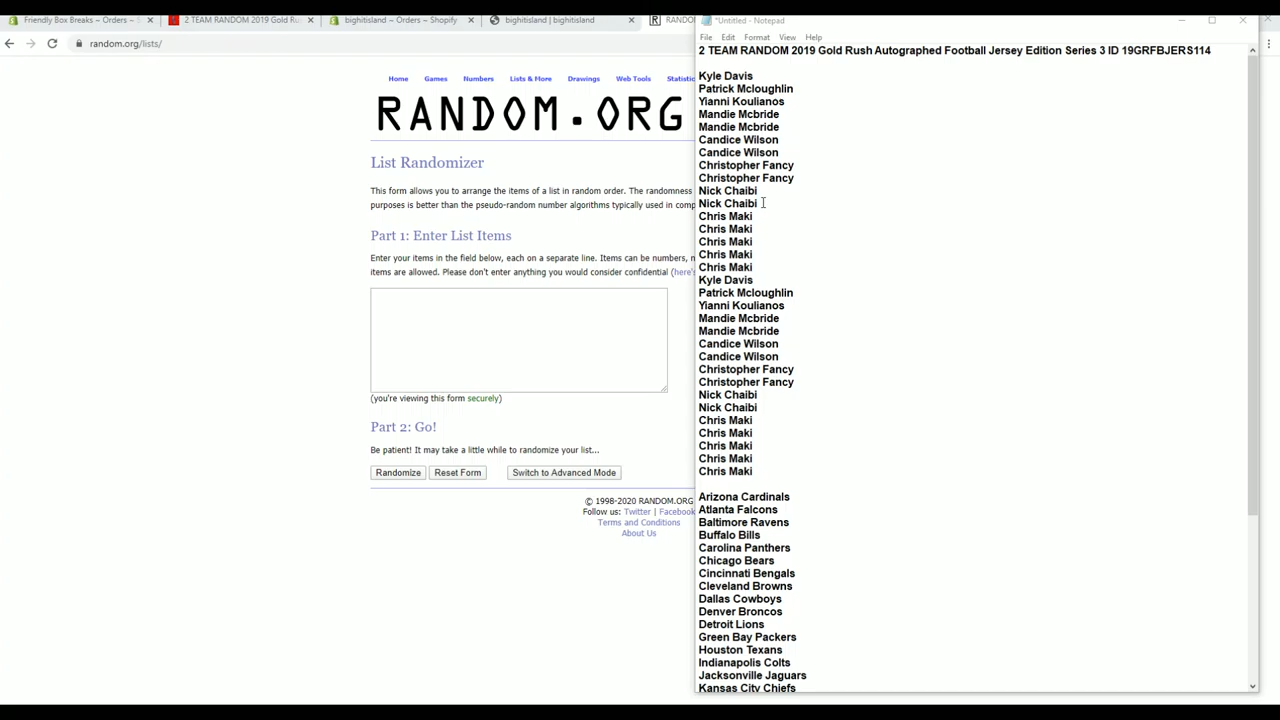 Friendly Box Breaks ~ Orders ~ S
2 TEAM RANDOM 2019 Gold Rus
bighitisland ~ Orders ~ Shopify
bighitisland | bighitisland
RANDO
random.org/lists/
Home Games Numbers Lists & More Drawings Web Tools Statistic
RANDOM.ORG
List Randomizer
This form allows you to arrange the items of a list in random order. The randomness
purposes is better than the pseudo-random number algorithms typically used in comp
Part 1: Enter List Items
Enter your items in the field below, each on a separate line. Items can be numbers, n
items are allowed. Please don't enter anything you would consider confidential (here's
(you're viewing this form securely)
Part 2: Go!
Be patient! It may take a little while to randomize your list...
Randomize Reset Form Switch to Advanced Mode
© 1998-2020 RANDOM.ORG
Follow us: Twitter | Facebook
Terms and Conditions
About Us
*Untitled - Notepad
File Edit Format View Help
2 TEAM RANDOM 2019 Gold Rush Autographed Football Jersey Edition Series 3 ID 19GRFBJERS114
Kyle Davis
Patrick Mcloughlin
Yianni Koulianos
Mandie Mcbride
Mandie Mcbride
Candice Wilson
Candice Wilson
Christopher Fancy
Christopher Fancy
Nick Chaibi
Nick Chaibi
Chris Maki
Chris Maki
Chris Maki
Chris Maki
Chris Maki
Kyle Davis
Patrick Mcloughlin
Yianni Koulianos
Mandie Mcbride
Mandie Mcbride
Candice Wilson
Candice Wilson
Christopher Fancy
Christopher Fancy
Nick Chaibi
Nick Chaibi
Chris Maki
Chris Maki
Chris Maki
Chris Maki
Chris Maki
Arizona Cardinals
Atlanta Falcons
Baltimore Ravens
Buffalo Bills
Carolina Panthers
Chicago Bears
Cincinnati Bengals
Cleveland Browns
Dallas Cowboys
Denver Broncos
Detroit Lions
Green Bay Packers
Houston Texans
Indianapolis Colts
Jacksonville Jaguars
Kansas City Chiefs